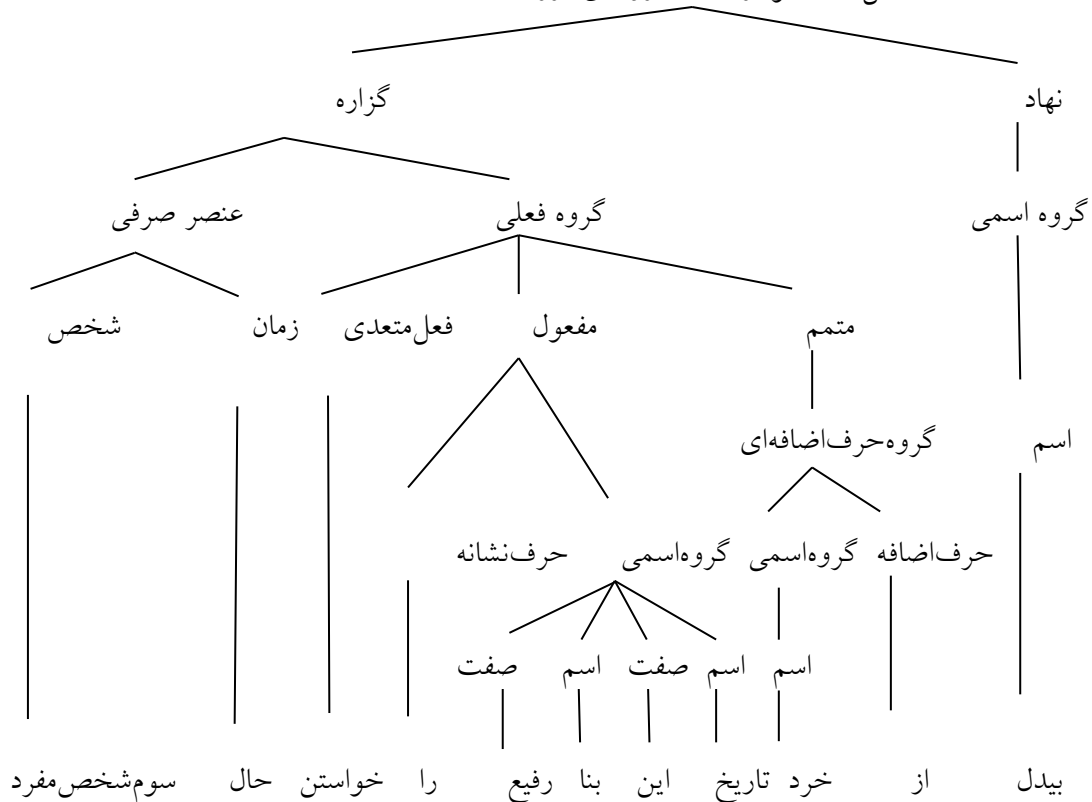 نهاد گزاره
گروه اسمی گروه فعلی عنصر صرفی
متمم مفعول فعل‌متعدی زمان شخص
اسم گروه‌حرف‌اضافه‌ای
حرف‌اضافه گروه‌اسمی گروه‌اسمی حرف‌نشانه
اسم اسم صفت اسم صفت
بیدل از خرد تاریخ این بنا رفیع را خواستن حال سوم‌شخص‌مفرد